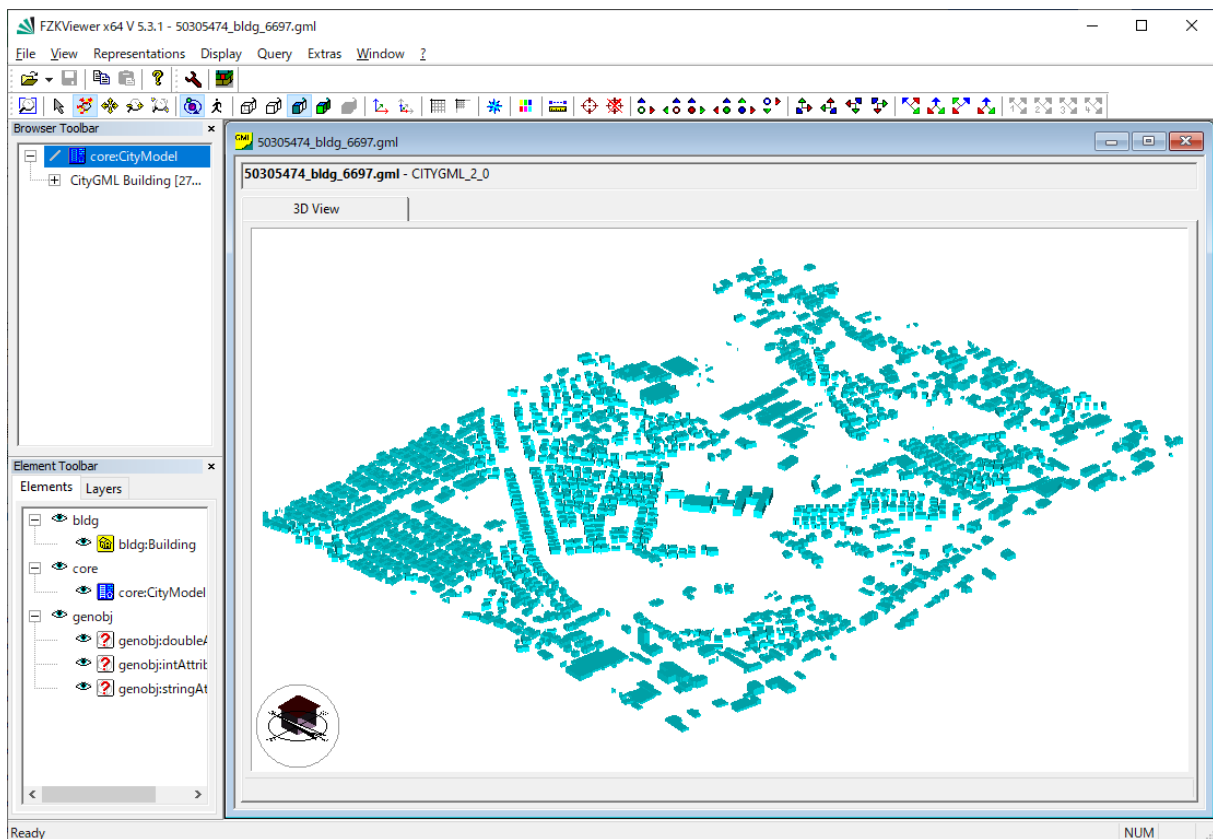 FZKViewer x64 V 5.3.1 - 50305474_bldg_6697.gml
File View Representations Display Query Extras Window ?
Browser Toolbar
core:CityModel
CityGML Building [27...
GMI
50305474_bldg_6697.gml
50305474_bldg_6697.gml - CITYGML_2_0
3D View
Element Toolbar
Elements Layers
bldg
bldg:Building
core
core:CityModel
genobj
genobj:doubleA
genobj:intAttrib
genobj:stringAt
Ready
NUM